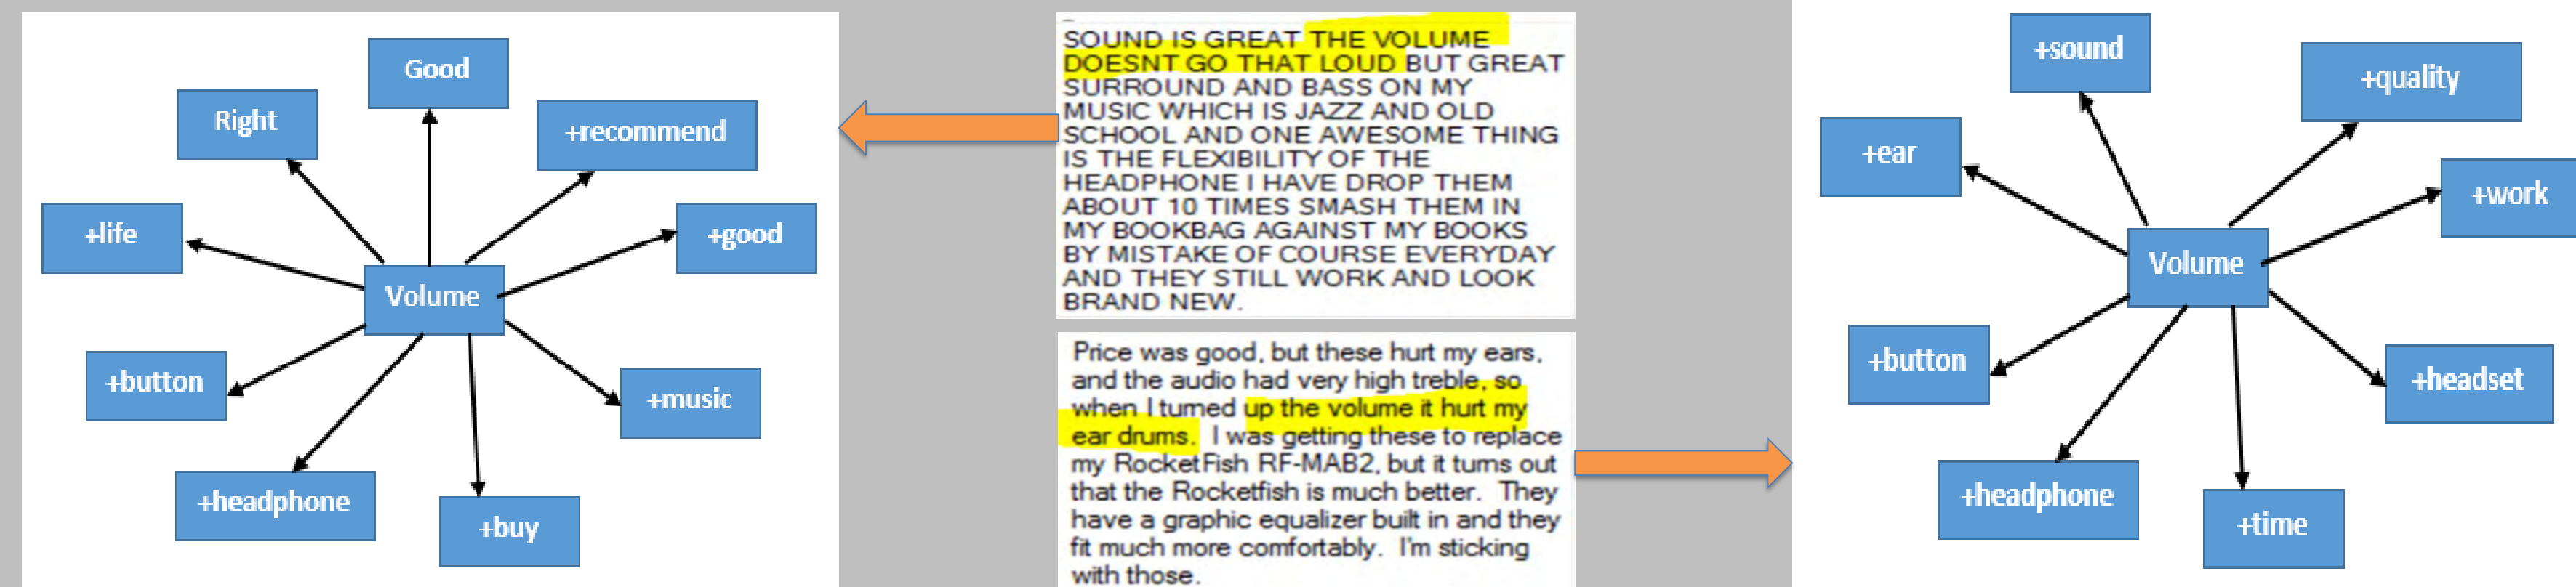 Good
Right
+recommend
+life
+good
Volume
+button
+music
+headphone
+buy
SOUND IS GREAT THE VOLUME
DOESNT GO THAT LOUD BUT GREAT
SURROUND AND BASS ON MY
MUSIC WHICH IS JAZZ AND OLD
SCHOOL AND ONE AWESOME THING
IS THE FLEXIBILITY OF THE
HEADPHONE I HAVE DROP THEM
ABOUT 10 TIMES SMASH THEM IN
MY BOOKBAG AGAINST MY BOOKS
BY MISTAKE OF COURSE EVERYDAY
AND THEY STILL WORK AND LOOK
BRAND NEW.
Price was good, but these hurt my ears,
and the audio had very high treble, so
when I turned up the volume it hurt my
ear drums. I was getting these to replace
my RocketFish RF-MAB2, but it turns out
that the Rocketfish is much better. They
have a graphic equalizer built in and they
fit much more comfortably. I'm sticking
with those.
+sound
+quality
+ear
+work
Volume
+button
+headset
+headphone
+time